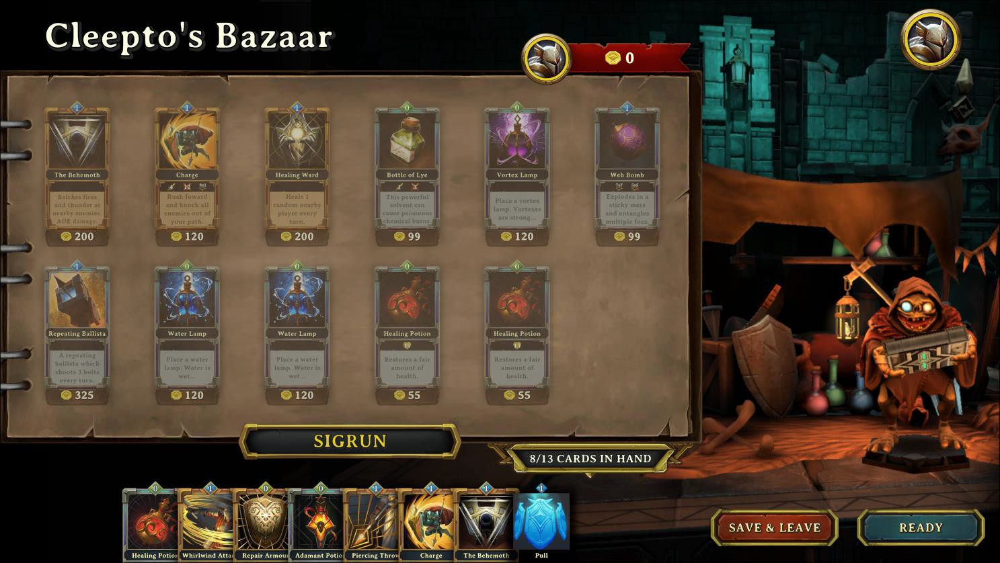 Cleepto's Bazaar
0
1
The Behemoth
Belches fires
and thunder at
nearby enemies.
AOE damage.
200
1
Charge
8x1
Rush foward
and knock all
enemies out of
your path.
120
1
Healing Ward
Heals 1
random nearby
player every
turn.
200
0
Bottle of Lye
This powerful
solvent can
cause poisonous
chemical burns.
99
0
Vortex Lamp
Place a vortex
lamp. Vortexes
are strong...
120
1
Web Bomb
7x7 5x5
Explodes in a
sticky mess
and entangles
multiple foes.
99
1
Repeating Ballista
A repeating
ballista which
shoots 3 bolts
every turn.
325
0
Water Lamp
Place a water
lamp. Water is
wet...
120
0
Water Lamp
Place a water
lamp. Water is
wet...
120
0
Healing Potion
15
Restores a fair
amount of
health.
55
0
Healing Potion
15
Restores a fair
amount of
health.
55
SIGRUN
8/13 CARDS IN HAND
0
Healing Potion
1
Whirlwind Atta
0
Repair Armour
0
Adamant Potio
1
Piercing Throw
1
Charge
1
The Behemoth
1
Pull
SAVE & LEAVE
READY